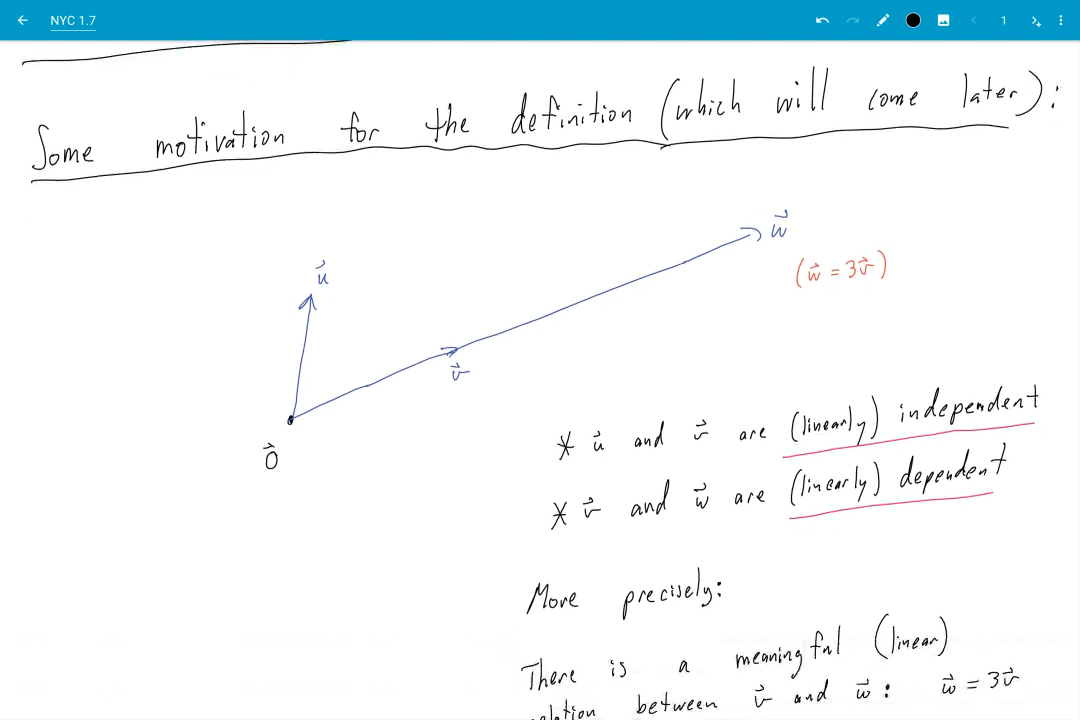 NYC 1.7
1
Some motivation for the definition (which will come later):
w⃗
u⃗
(w⃗ = 3v⃗)
v⃗
0⃗
* u⃗ and v⃗ are (linearly) independent
* v⃗ and w⃗ are (linearly) dependent
More precisely:
There is a meaningful (linear)
relation between v⃗ and w⃗: w⃗ = 3v⃗